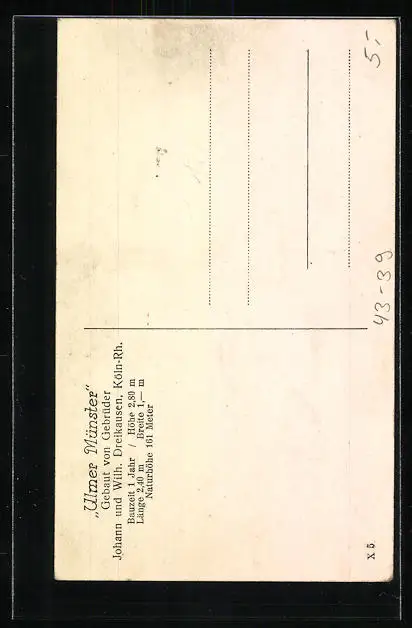 „Ulmer Münster"
Gebaut von Gebrüder
Johann und Wilh. Dreikausen, Köln-Rh.
Bauzeit 1 Jahr / Höhe 2,80 m
Länge 2,40 m / Breite 1,— m
Naturhöhe 161 Meter
X 5
43-39
5,-